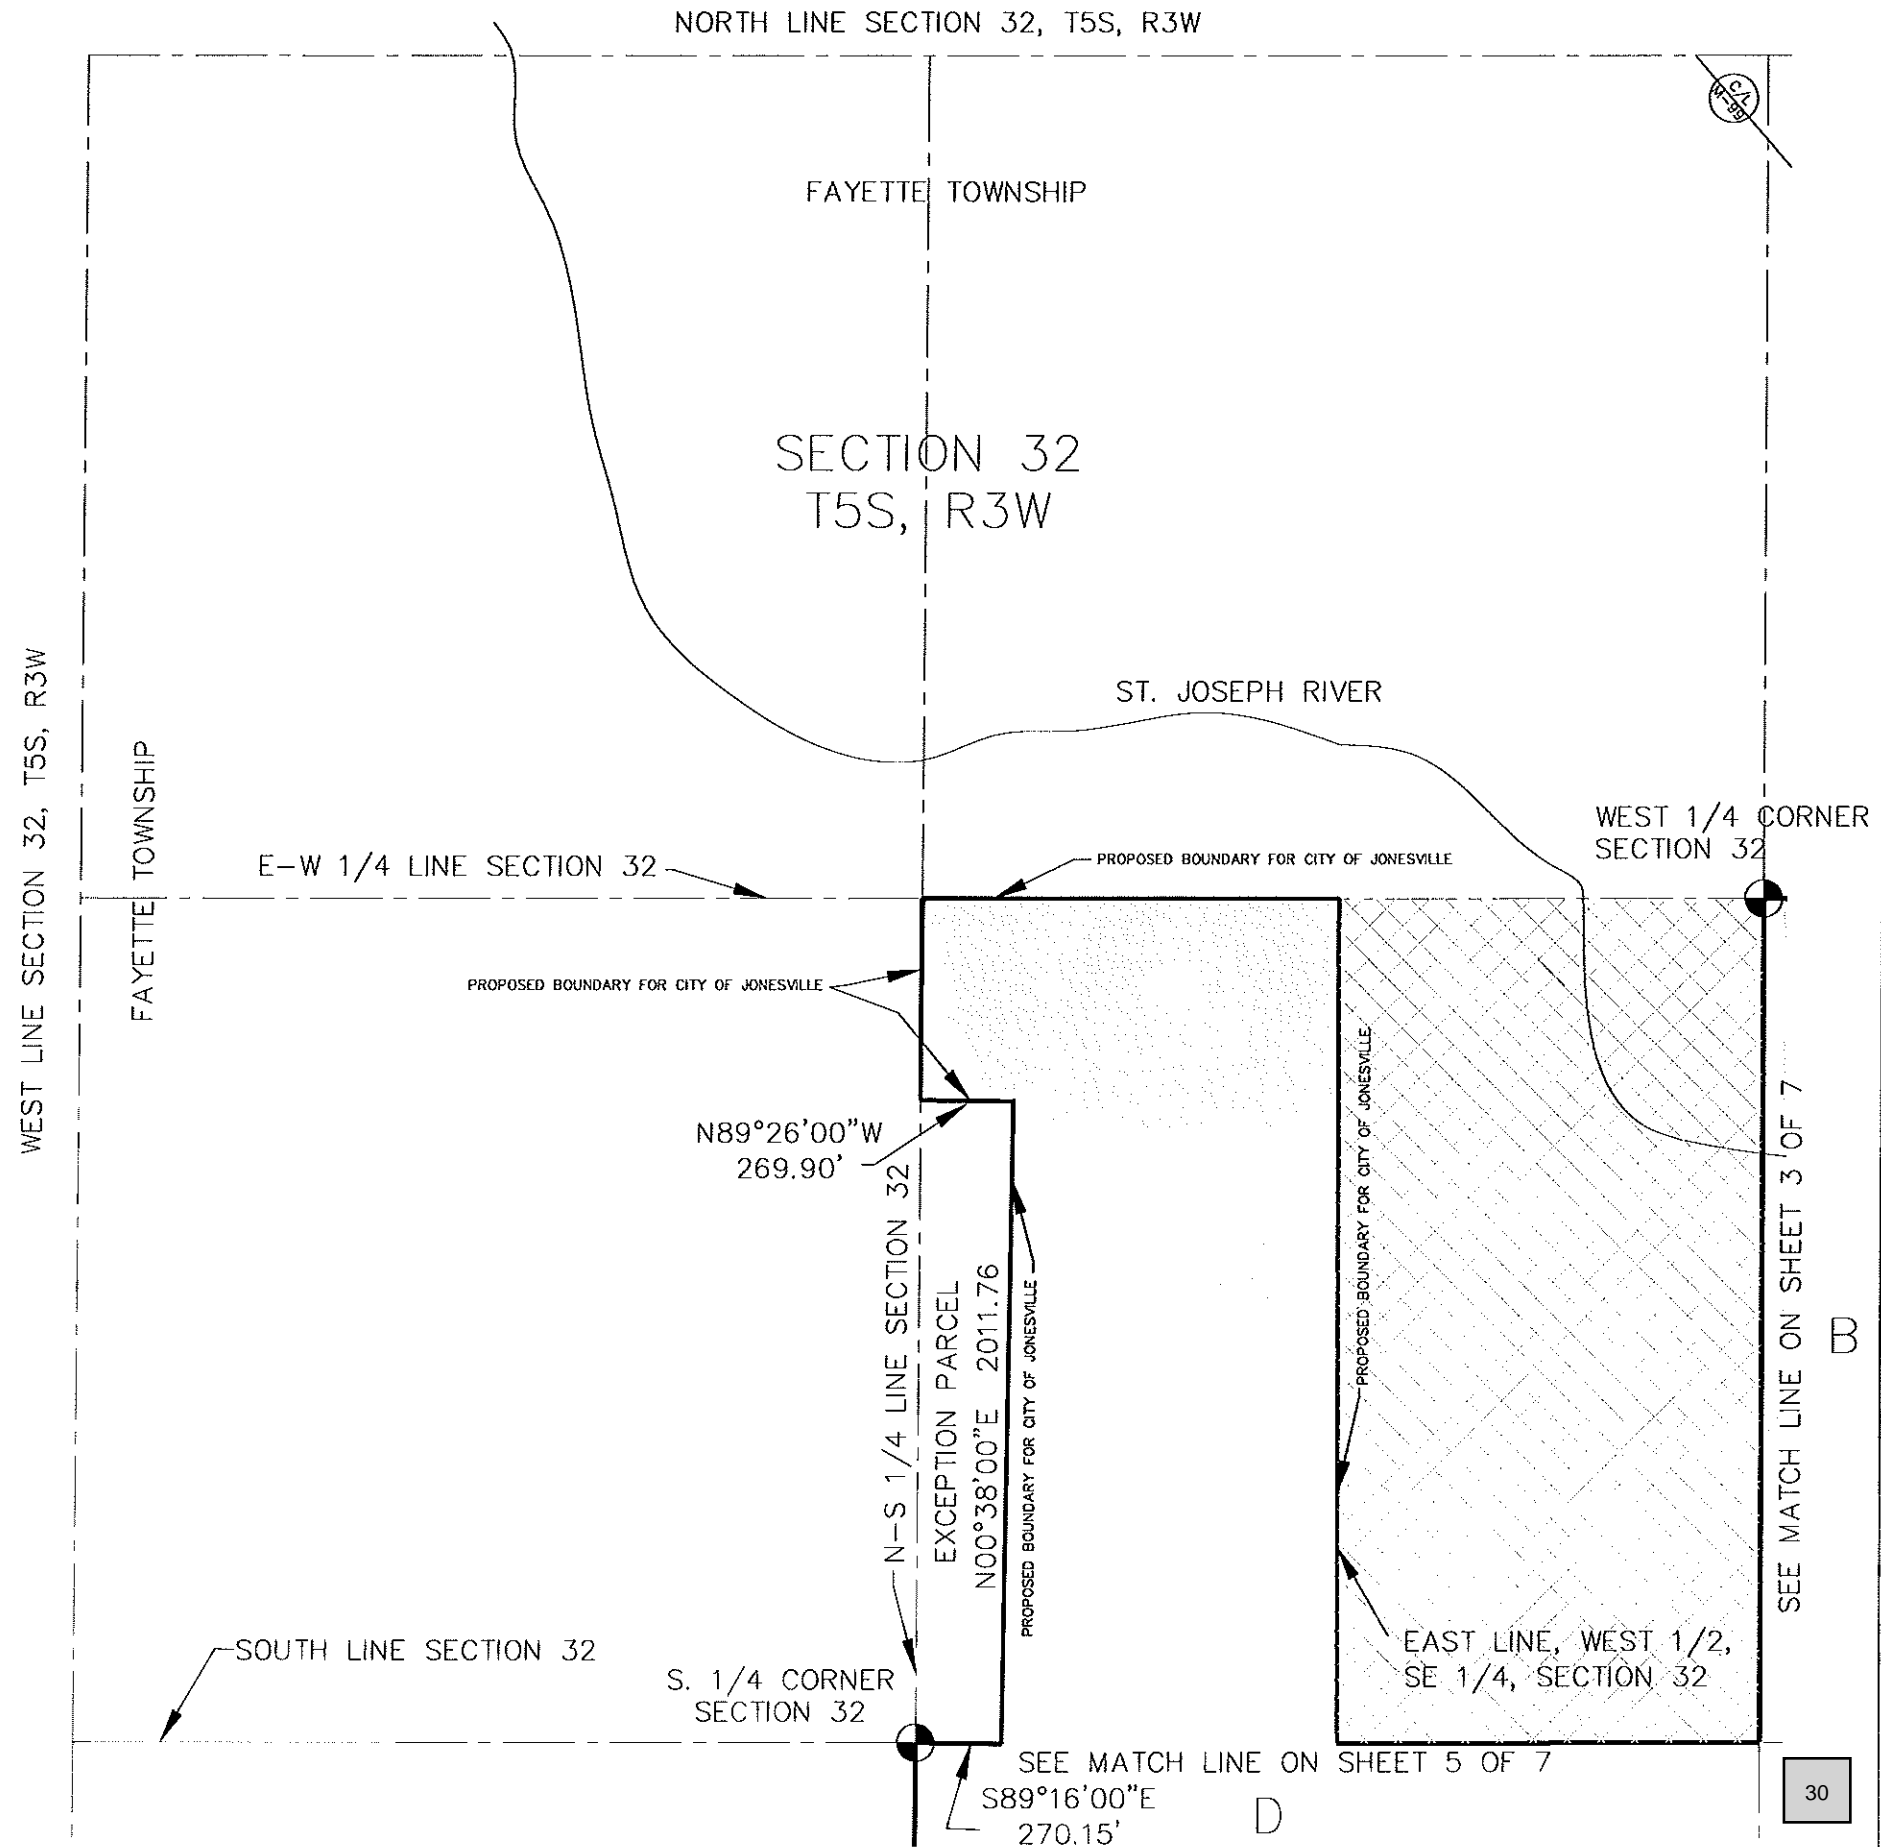 NORTH LINE SECTION 32, T5S, R3W
C/L
M-99
FAYETTE TOWNSHIP
SECTION 32
T5S, R3W
ST. JOSEPH RIVER
WEST LINE SECTION 32, T5S, R3W
FAYETTE TOWNSHIP
WEST 1/4 CORNER
SECTION 32
E-W 1/4 LINE SECTION 32
PROPOSED BOUNDARY FOR CITY OF JONESVILLE
PROPOSED BOUNDARY FOR CITY OF JONESVILLE
N89°26'00"W
269.90'
N-S 1/4 LINE SECTION 32
EXCEPTION PARCEL
N00°38'00"E 2011.76
PROPOSED BOUNDARY FOR CITY OF JONESVILLE
PROPOSED BOUNDARY FOR CITY OF JONESVILLE
SEE MATCH LINE ON SHEET 3 OF 7
B
EAST LINE, WEST 1/2,
SE 1/4, SECTION 32
SOUTH LINE SECTION 32
S. 1/4 CORNER
SECTION 32
SEE MATCH LINE ON SHEET 5 OF 7
S89°16'00"E
270.15'
D
30